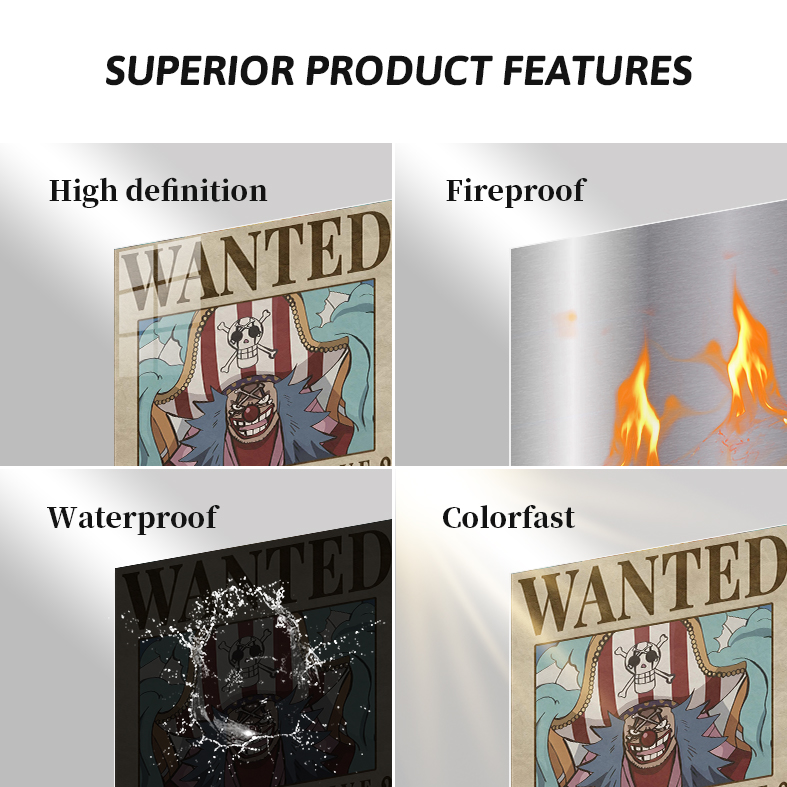 SUPERIOR PRODUCT FEATURES
High definition
Fireproof
WANTED
Waterproof
Colorfast
WANTED
WANTED